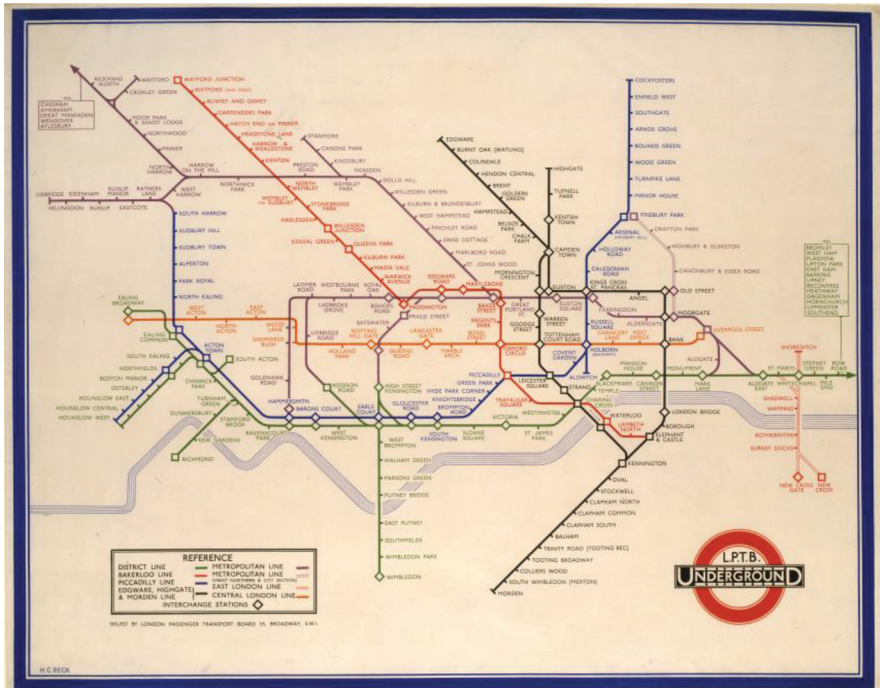 WATFORD
WATFORD JUNCTION
COCKFOSTERS
RICKMANS
WORTH
CROXLEY GREEN
WATFORD (HIGH STREET)
ENFIELD WEST
TO
CHESHAM
AMERSHAM
GREAT MISSENDEN
WENDOVER
AYLESBURY
BUSHEY AND OXHEY
CARPENDERS PARK
MOOR PARK
& SANDY LODGE
HATCH END FOR PINNER
SOUTHGATE
NORTHWOOD
HEADSTONE LANE
ARNOS GROVE
PINNER
HARROW &
WEALDSTONE
STANMORE
EDGWARE
BOUNDS GREEN
CANONS PARK
BURNT OAK (WATLING)
KENTON
KINGSBURY
COLINDALE
WOOD GREEN
NORTH
HARROW
HARROW
ON THE HILL
PRESTON
ROAD
NEASDEN
HENDON CENTRAL
HIGHGATE
TURNPIKE LANE
NORTHWICK
PARK
NORTH
WEMBLEY
WEMBLEY
PARK
DOLLIS HILL
BRENT
GOLDERS
GREEN
TUFNELL
PARK
MANOR HOUSE
UXBRIDGE
ICKENHAM
RUISLIP
MANOR
RAYNERS
LANE
WEST
HARROW
HILLINGDON
RUISLIP
EASTCOTE
WEMBLEY
FOR SUDBURY
STONEBRIDGE
PARK
WILLESDEN GREEN
KILBURN & BRONDESBURY
HAMPSTEAD
KENTISH
TOWN
FINSBURY PARK
SOUTH HARROW
HARLESDEN
WILLESDEN
JUNCTION
WEST HAMPSTEAD
BELSIZE
PARK
ARSENAL
(HIGHBURY HILL)
DRAYTON PARK
SUDBURY HILL
KENSAL GREEN
QUEENS PARK
FINCHLEY ROAD
CHALK
FARM
CAMDEN
TOWN
HOLLOWAY
ROAD
HIGHBURY & ISLINGTON
SUDBURY TOWN
KILBURN PARK
SWISS COTTAGE
ALPERTON
MAIDA VALE
MARLBORO ROAD
MORNINGTON
CRESCENT
CALEDONIAN
ROAD
CANONBURY & ESSEX ROAD
PARK ROYAL
WARWICK
AVENUE
EDGWARE
ROAD
ST. JOHNS WOOD
MARYLEBONE
KINGS CROSS
ST. PANCRAS
NORTH EALING
LATIMER
ROAD
WESTBOURNE
PARK
ROYAL
OAK
EUSTON
ANGEL
OLD STREET
TO
BROMLEY
WEST HAM
PLAISTOW
UPTON PARK
EAST HAM
BARKING
UPNEY
BECONTREE
HEATHWAY
DAGENHAM
HORNCHURCH
UPMINSTER
SOUTHEND
EALING
BROADWAY
WEST
ACTON
EAST
ACTON
LADBROKE
GROVE
BISHOPS
ROAD
PADDINGTON
BAKER
STREET
GREAT
PORTLAND
ST.
EUSTON
SQUARE
FARRINGDON
MOORGATE
PRAED STREET
REGENTS
PARK
WARREN
STREET
RUSSELL
SQUARE
ALDERSGATE
NORTH
ACTON
WOOD
LANE
UXBRIDGE
ROAD
BAYSWATER
GOODGE
STREET
CHANCERY
LANE
POST
OFFICE
LIVERPOOL STREET
EALING
COMMON
SHEPHERDS
BUSH
NOTTING
HILL GATE
LANCASTER
GATE
BOND
STREET
OXFORD
CIRCUS
TOTTENHAM
COURT ROAD
HOLBORN
(KINGSWAY)
BANK
ACTON
TOWN
HOLLAND
PARK
QUEENS
ROAD
MARBLE
ARCH
COVENT
GARDEN
ALDGATE
SHOREDITCH
SOUTH EALING
SOUTH ACTON
PICCADILLY
ALDWYCH
MANSION
HOUSE
MONUMENT
ST. MARYS
STEPNEY
GREEN
BOW
ROAD
NORTHFIELDS
BOSTON MANOR
OSTERLEY
CHISWICK
PARK
GOLDHAWK
ROAD
ADDISON
ROAD
HIGH STREET
KENSINGTON
GREEN PARK
HYDE PARK CORNER
LEICESTER
SQUARE
STRAND
BLACKFRIARS
CANNON
STREET
MARK
LANE
ALDGATE
EAST
WHITECHAPEL
MILE
END
HOUNSLOW EAST
TURNHAM
GREEN
HAMMERSMITH
KNIGHTSBRIDGE
TEMPLE
CHARING
CROSS
HOUNSLOW CENTRAL
GUNNERSBURY
STAMFORD
BROOK
BARONS COURT
EARLS
COURT
GLOUCESTER
ROAD
BROMPTON
ROAD
TRAFALGAR
SQUARE
SHADWELL
HOUNSLOW WEST
VICTORIA
WESTMINSTER
WATERLOO
LONDON BRIDGE
WAPPING
KEW GARDENS
RAVENSCOURT
PARK
WEST
KENSINGTON
SOUTH
KENSINGTON
SLOANE
SQUARE
ST. JAMES
PARK
LAMBETH
NORTH
BOROUGH
ROTHERHITHE
RICHMOND
WEST
BROMPTON
ELEPHANT
& CASTLE
SURREY DOCKS
WALHAM GREEN
KENNINGTON
PARSONS GREEN
OVAL
NEW CROSS
GATE
NEW
CROSS
PUTNEY BRIDGE
STOCKWELL
CLAPHAM NORTH
EAST PUTNEY
CLAPHAM COMMON
SOUTHFIELDS
CLAPHAM SOUTH
BALHAM
WIMBLEDON PARK
TRINITY ROAD (TOOTING BEC)
TOOTING BROADWAY
WIMBLEDON
COLLIERS WOOD
SOUTH WIMBLEDON (MERTON)
MORDEN
REFERENCE
DISTRICT LINE
METROPOLITAN LINE
BAKERLOO LINE
METROPOLITAN LINE
(GREAT NORTHERN & CITY SECTION)
PICCADILLY LINE
EAST LONDON LINE
EDGWARE, HIGHGATE
& MORDEN LINE
CENTRAL LONDON LINE
INTERCHANGE STATIONS
L.P.T.B.
UNDERGROUND
ISSUED BY LONDON PASSENGER TRANSPORT BOARD 55, BROADWAY, S.W.1.
H.C.BECK